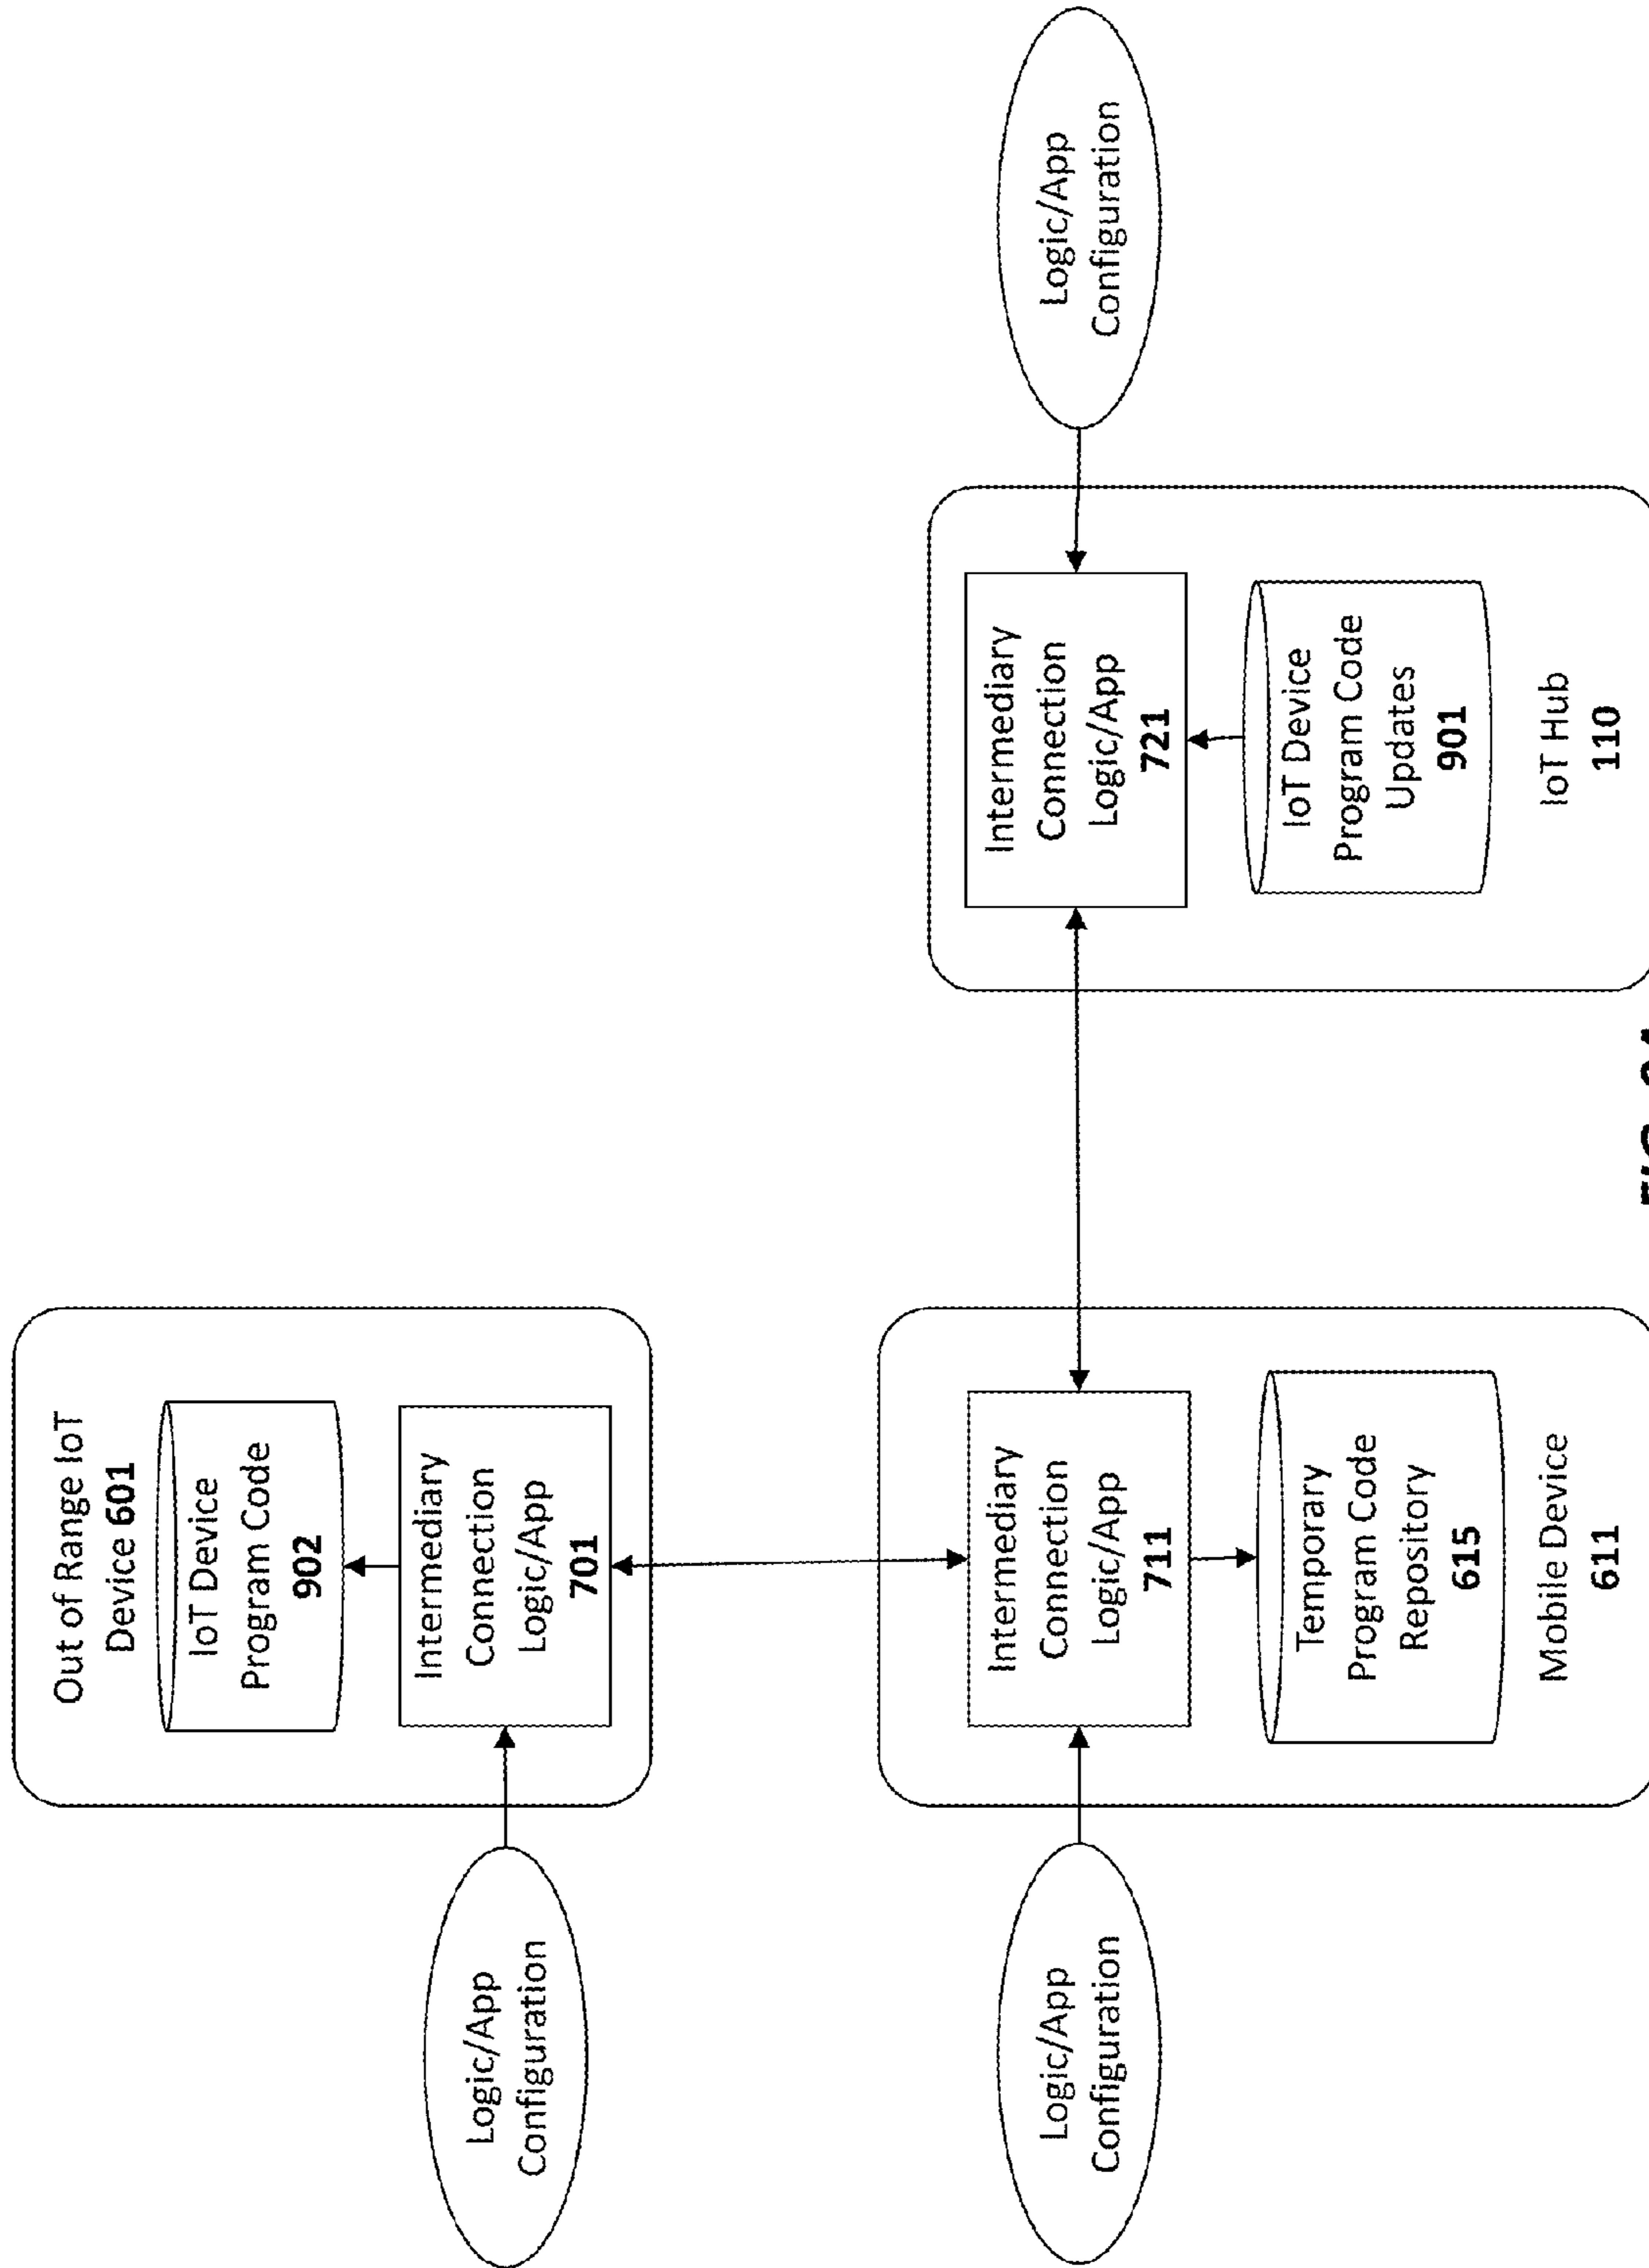 Out of Range IoT
Device 601
IoT Device
Program Code
902
Intermediary
Connection
Logic/App
701
Logic/App
Configuration
Intermediary
Connection
Logic/App
711
Temporary
Program Code
Repository
615
Mobile Device
611
Logic/App
Configuration
Intermediary
Connection
Logic/App
721
IoT Device
Program Code
Updates
901
IoT Hub
110
Logic/App
Configuration